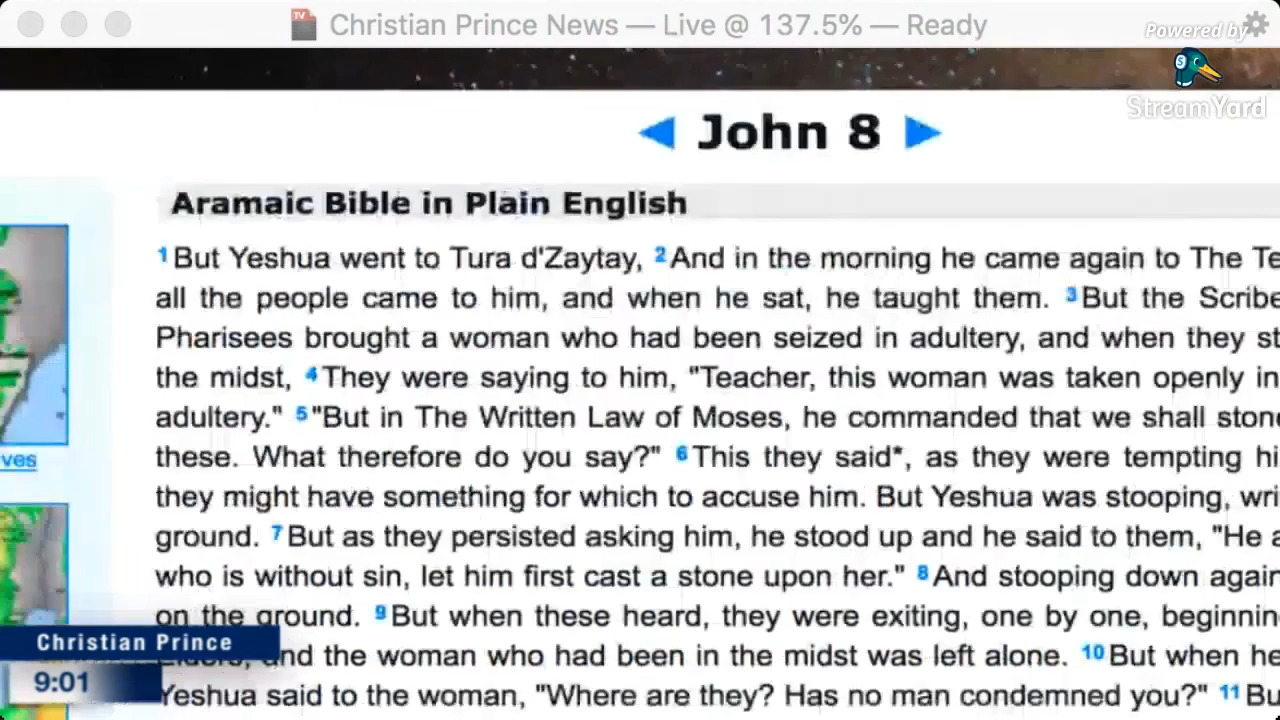 Christian Prince News — Live @ 137.5% — Ready
Powered by
StreamYard
◀ John 8 ▶
Aramaic Bible in Plain English
1 But Yeshua went to Tura d'Zaytay, 2 And in the morning he came again to The Te
all the people came to him, and when he sat, he taught them. 3 But the Scribe
Pharisees brought a woman who had been seized in adultery, and when they st
the midst, 4 They were saying to him, "Teacher, this woman was taken openly in
adultery." 5 "But in The Written Law of Moses, he commanded that we shall ston
these. What therefore do you say?" 6 This they said*, as they were tempting hi
they might have something for which to accuse him. But Yeshua was stooping, wri
ground. 7 But as they persisted asking him, he stood up and he said to them, "He a
who is without sin, let him first cast a stone upon her." 8 And stooping down again
on the ground. 9 But when these heard, they were exiting, one by one, beginnin
and the woman who had been in the midst was left alone. 10 But when he
Yeshua said to the woman, "Where are they? Has no man condemned you?" 11 Bu
ves
Christian Prince
9:01